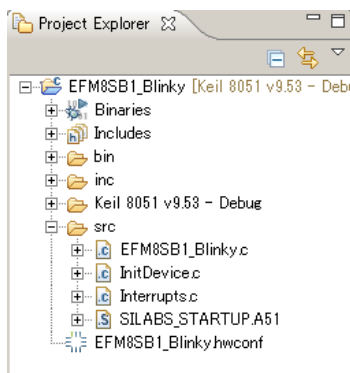 Project Explorer
EFM8SB1_Blinky [Keil 8051 v9.53 - Deb
Binaries
Includes
bin
inc
Keil 8051 v9.53 - Debug
src
EFM8SB1_Blinky.c
InitDevice.c
Interrupts.c
SILABS_STARTUP.A51
EFM8SB1_Blinky.hwconf